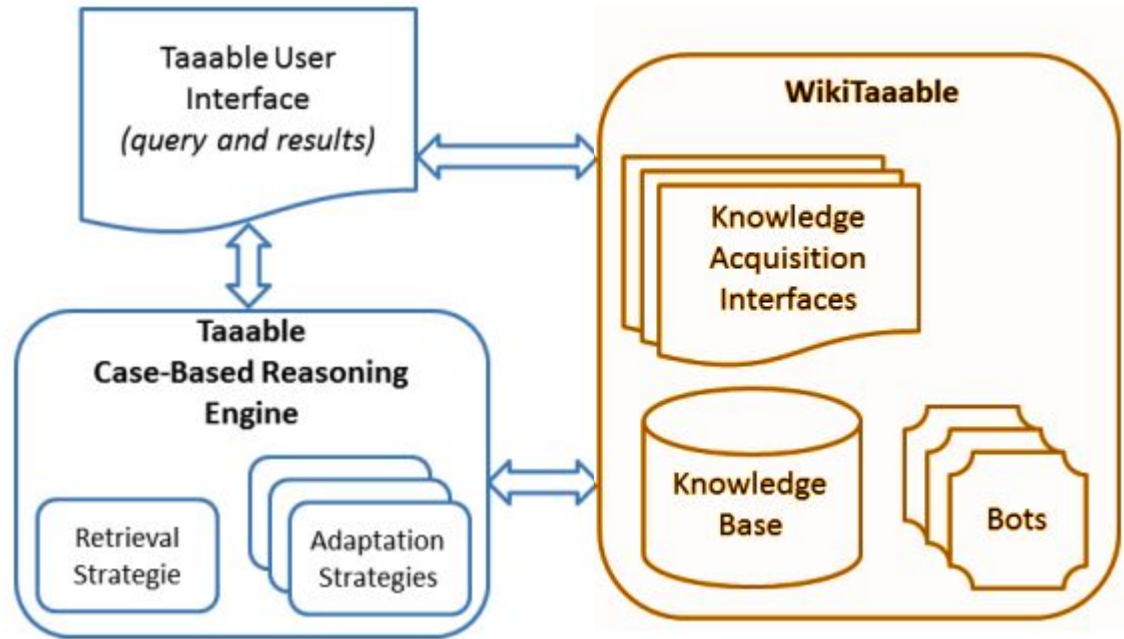 Taaable User
Interface
(query and results)
Taaable
Case-Based Reasoning
Engine
Retrieval
Strategie
Adaptation
Strategies
WikiTaaable
Knowledge
Acquisition
Interfaces
Knowledge
Base
Bots